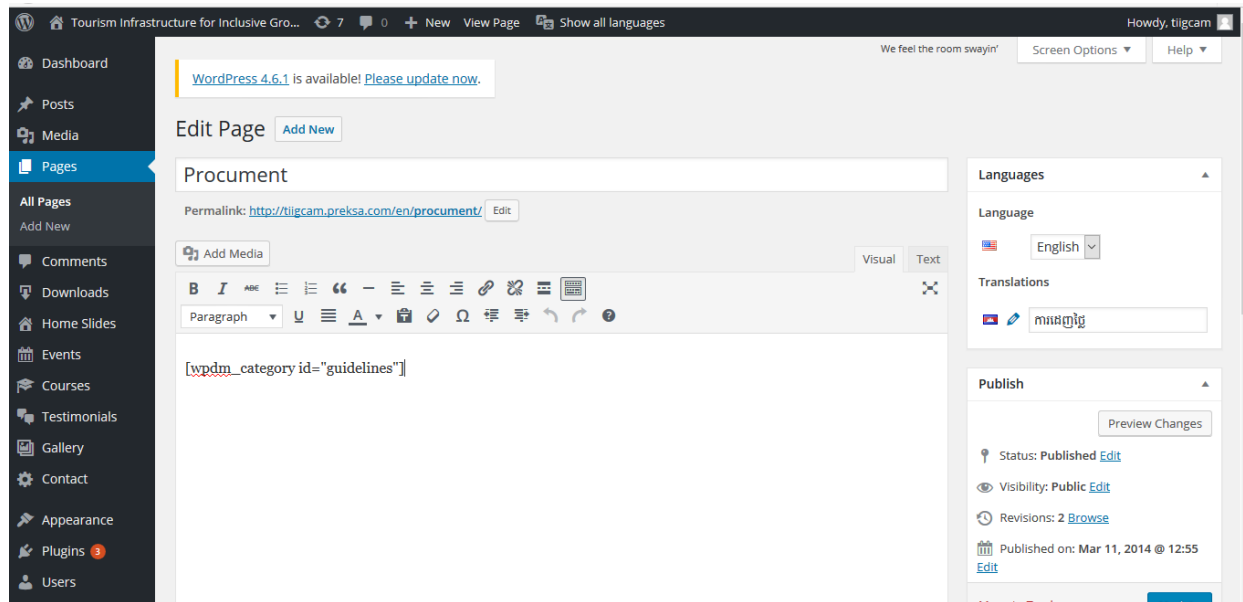 Tourism Infrastructure for Inclusive Gro... 7 0 + New View Page Show all languages Howdy, tiigcam
We feel the room swayin' Screen Options Help
Dashboard
Posts
Media
Pages
All Pages
Add New
Comments
Downloads
Home Slides
Events
Courses
Testimonials
Gallery
Contact
Appearance
Plugins 3
Users
WordPress 4.6.1 is available! Please update now.
Edit Page Add New
Procument
Permalink: http://tiigcam.preksa.com/en/procument/ Edit
Add Media Visual Text
B I ABC
Paragraph U A
[wpdm_category id="guidelines"]
Languages
Language
English
Translations
ការដេញថ្លៃ
Publish
Preview Changes
Status: Published Edit
Visibility: Public Edit
Revisions: 2 Browse
Published on: Mar 11, 2014 @ 12:55
Edit